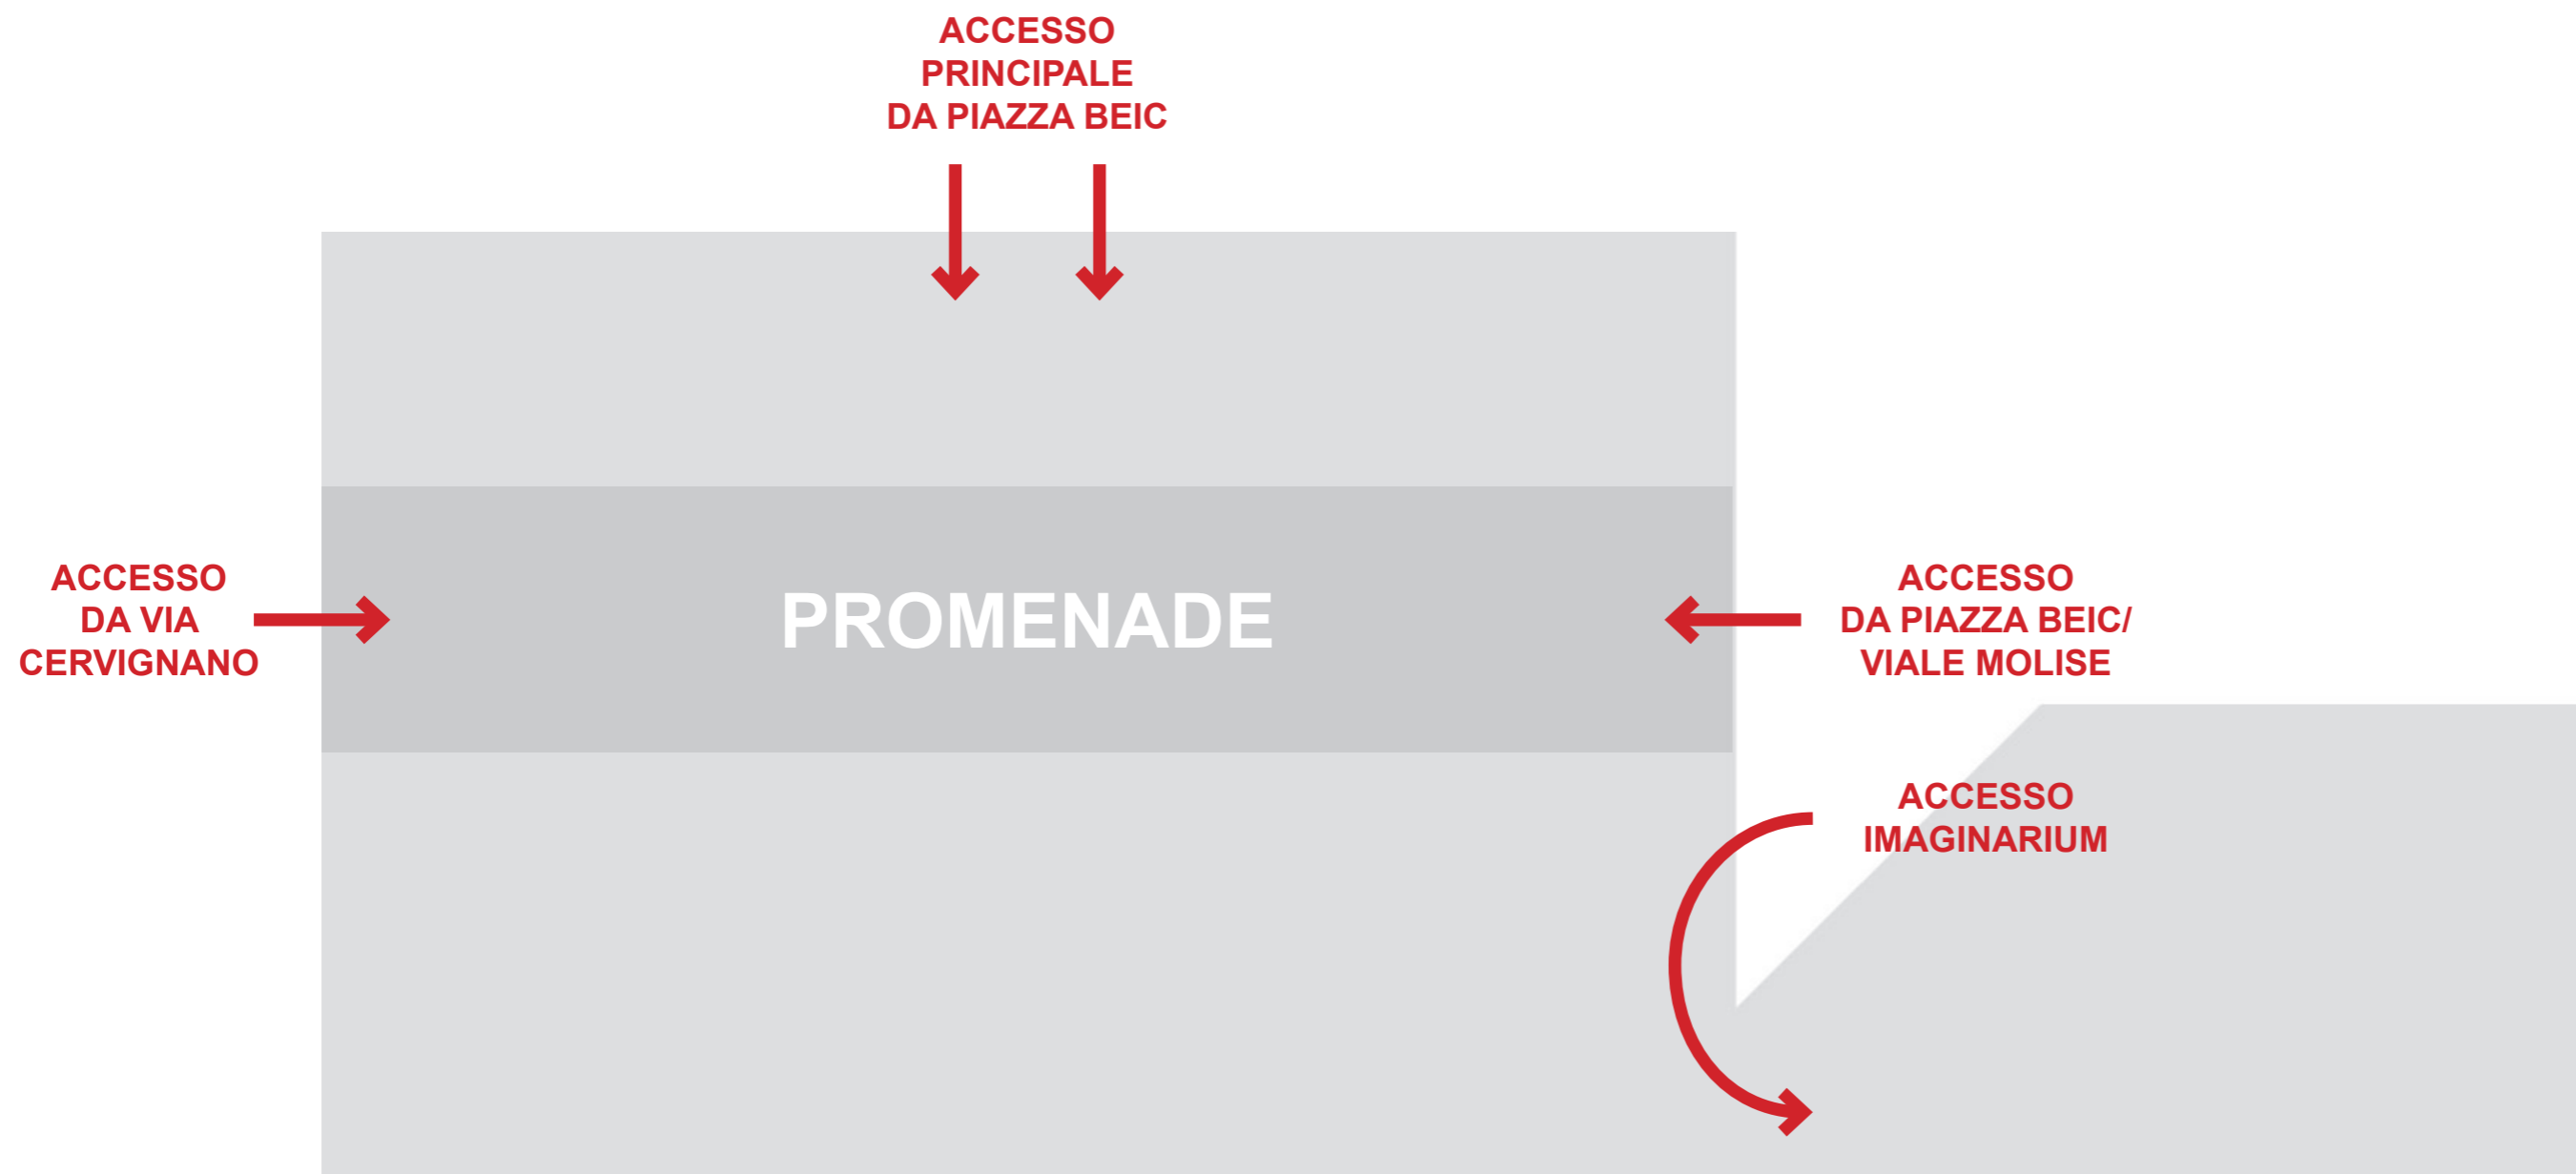 ACCESSO
PRINCIPALE
DA PIAZZA BEIC
ACCESSO
DA VIA
CERVIGNANO
PROMENADE
ACCESSO
DA PIAZZA BEIC/
VIALE MOLISE
ACCESSO
IMAGINARIUM